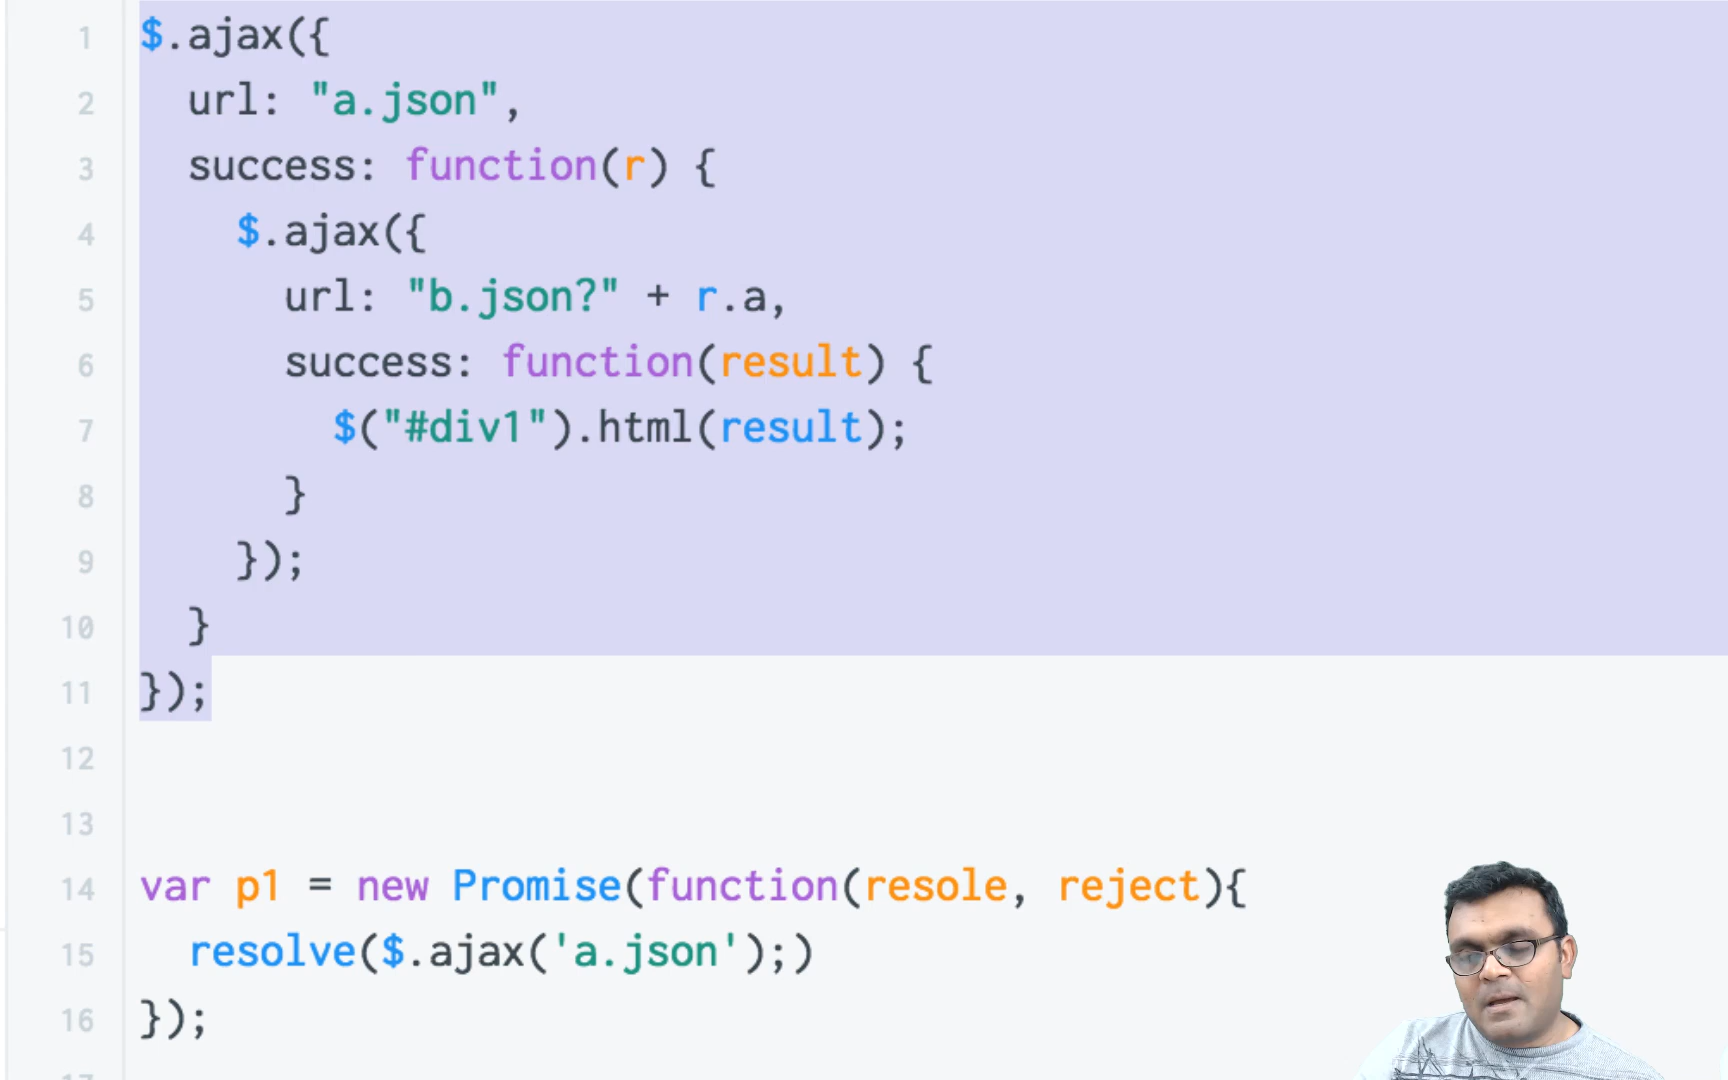 1 $.ajax({
2   url: "a.json",
3   success: function(r) {
4     $.ajax({
5       url: "b.json?" + r.a,
6       success: function(result) {
7         $("#div1").html(result);
8       }
9     });
10   }
11 });
12
13
14 var p1 = new Promise(function(resole, reject){
15   resolve($.ajax('a.json');)
16 });